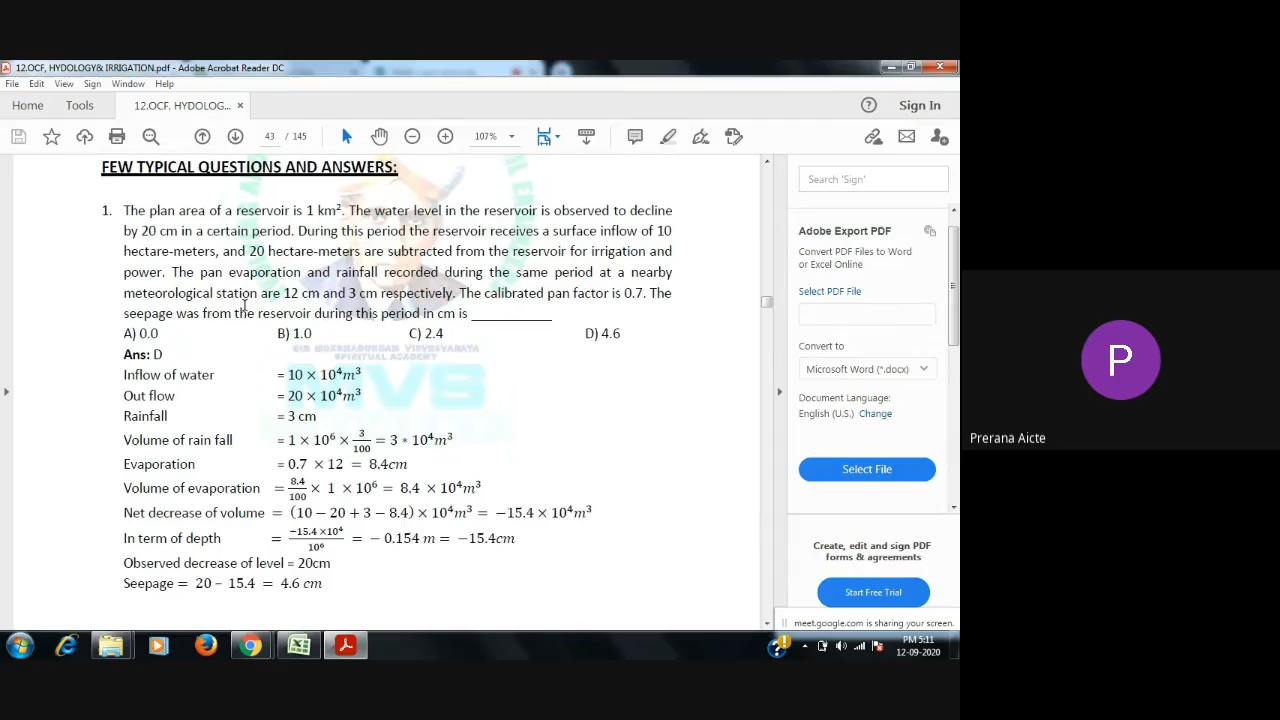 12.OCF, HYDOLOGY& IRRIGATION.pdf - Adobe Acrobat Reader DC
File Edit View Sign Window Help
Home Tools 12.OCF, HYDOLOG... × Sign In
43 / 145 107%
FEW TYPICAL QUESTIONS AND ANSWERS:
1. The plan area of a reservoir is 1 km². The water level in the reservoir is observed to decline
by 20 cm in a certain period. During this period the reservoir receives a surface inflow of 10
hectare-meters, and 20 hectare-meters are subtracted from the reservoir for irrigation and
power. The pan evaporation and rainfall recorded during the same period at a nearby
meteorological station are 12 cm and 3 cm respectively. The calibrated pan factor is 0.7. The
seepage was from the reservoir during this period in cm is __________
A) 0.0 B) 1.0 C) 2.4 D) 4.6
SIR MOKSHAGUNDAM VISVESVARAYA
SPIRITUAL ACADEMY
MVS
Ans: D
Inflow of water = 10 × 10⁴m³
Out flow = 20 × 10⁴m³
Rainfall = 3 cm
Volume of rain fall = 1 × 10⁶ × 3/100 = 3 * 10⁴m³
Evaporation = 0.7 × 12 = 8.4cm
Volume of evaporation = 8.4/100 × 1 × 10⁶ = 8.4 × 10⁴m³
Net decrease of volume = (10 − 20 + 3 − 8.4) × 10⁴m³ = −15.4 × 10⁴m³
In term of depth = −15.4 ×10⁴/10⁶ = − 0.154 m = −15.4cm
Observed decrease of level = 20cm
Seepage = 20 − 15.4 = 4.6 cm
Search 'Sign'
Adobe Export PDF
Convert PDF Files to Word
or Excel Online
Select PDF File
Convert to
Microsoft Word (*.docx)
Document Language:
English (U.S.) Change
Select File
Create, edit and sign PDF
forms & agreements
Start Free Trial
meet.google.com is sharing your screen.
PM 5:11
12-09-2020
P
Prerana Aicte